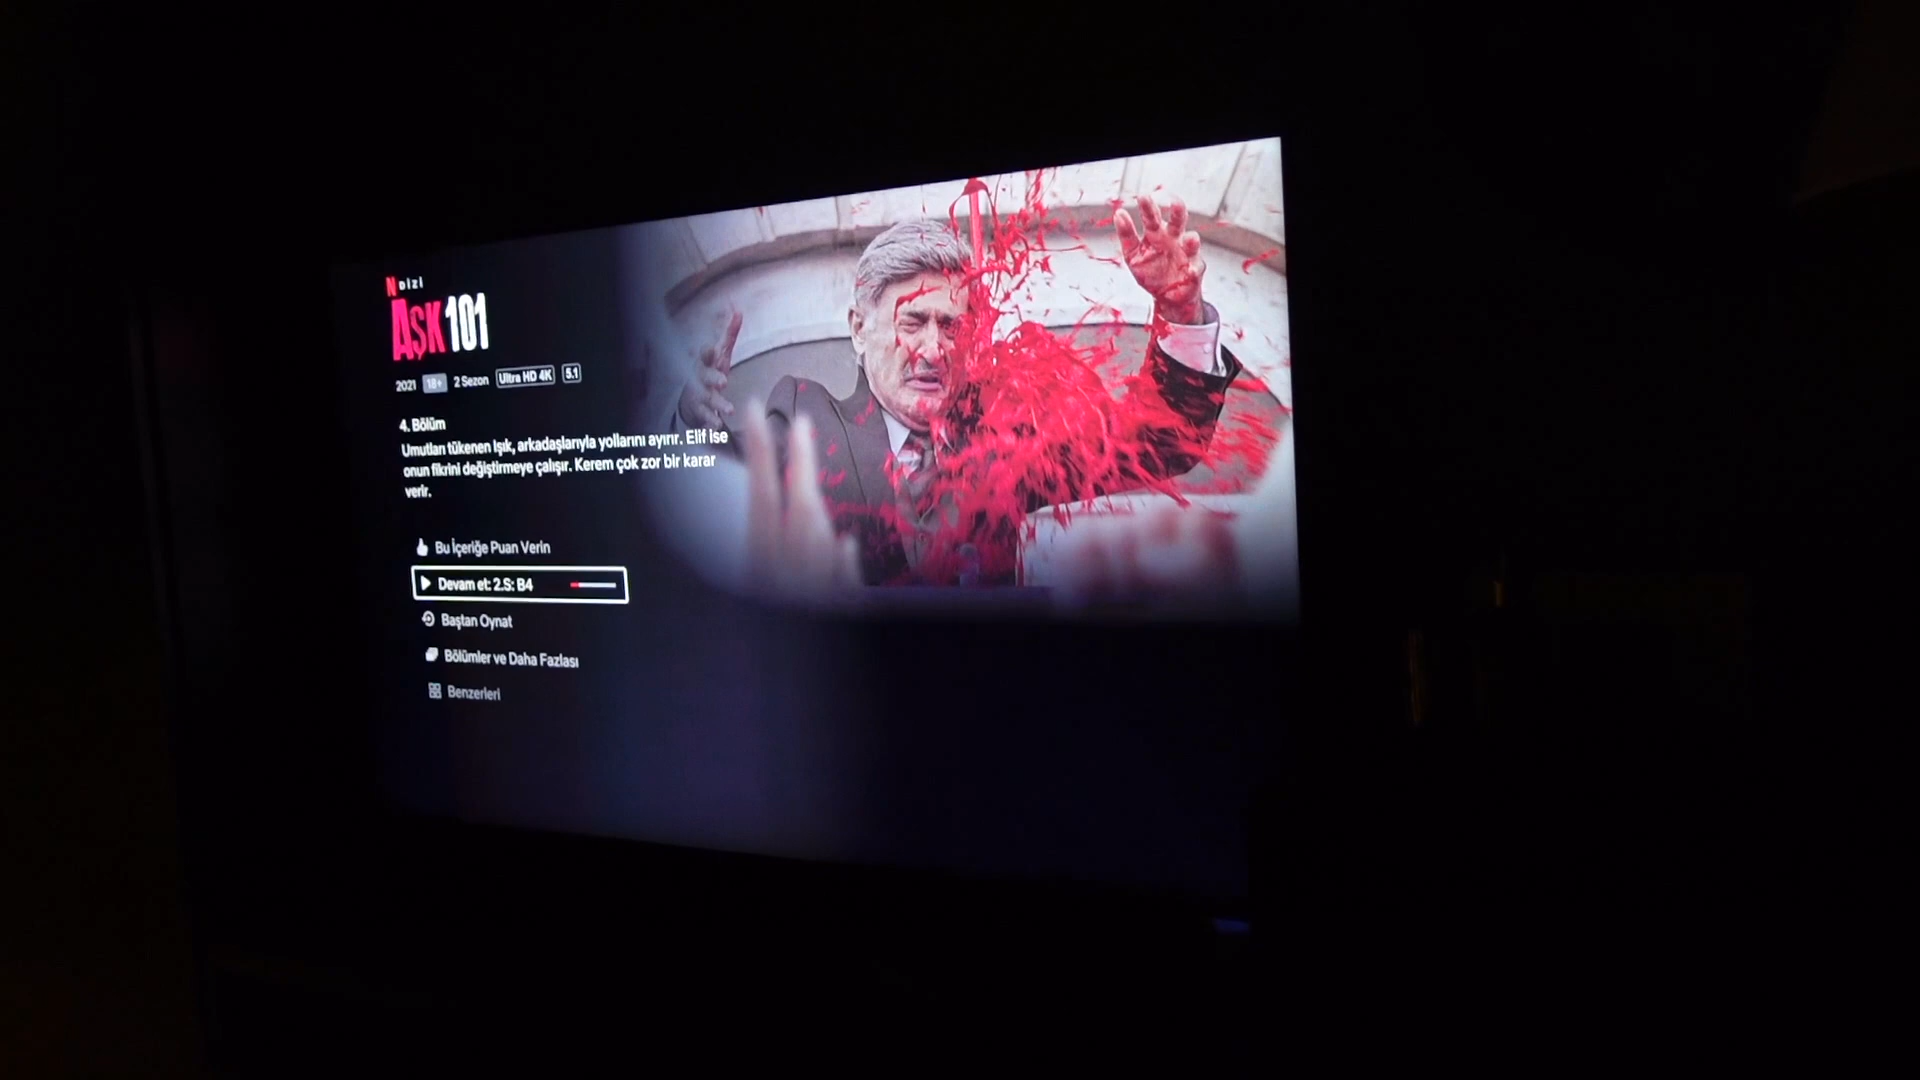 N DİZİ
AŞK 101
2021 18+ 2 Sezon Ultra HD 4K 5.1
4. Bölüm
Umutları tükenen Işık, arkadaşlarıyla yollarını ayırır. Elif ise
onun fikrini değiştirmeye çalışır. Kerem çok zor bir karar
verir.
Bu İçeriğe Puan Verin
Devam et: 2.S: B4
Baştan Oynat
Bölümler ve Daha Fazlası
Benzerleri